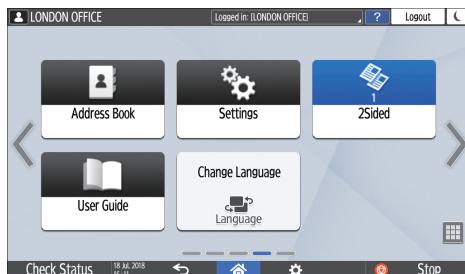 LONDON OFFICE
Logged in: [LONDON OFFICE]
?
Logout
Address Book
Settings
1
2Sided
User Guide
Change Language
Language
Check Status
18 Jul. 2018
Stop